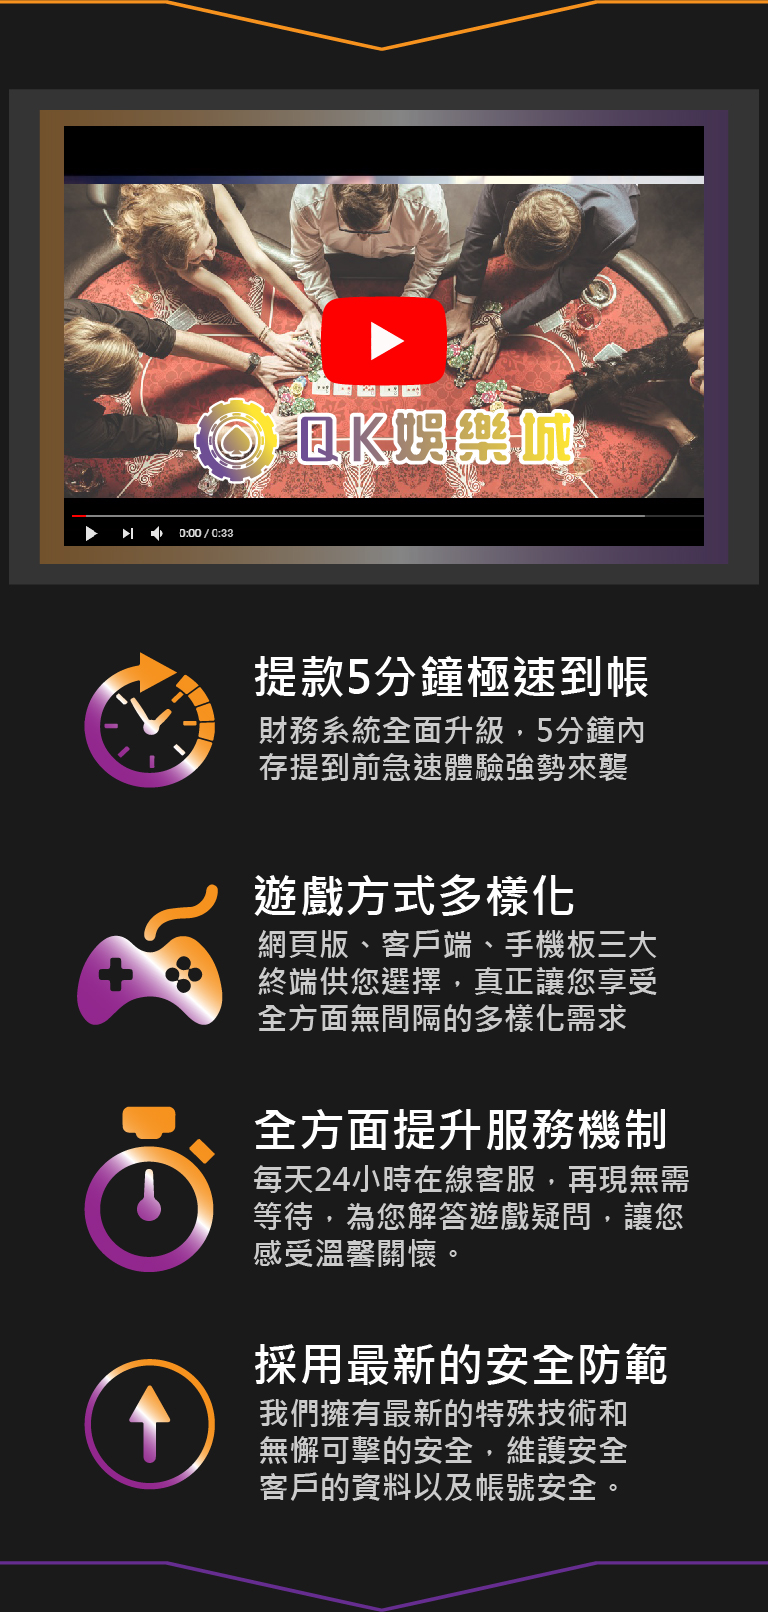 QK娛樂城
0:00 / 0:33
提款5分鐘極速到帳
財務系統全面升級，5分鐘內
存提到前急速體驗強勢來襲
遊戲方式多樣化
網頁版、客戶端、手機板三大
終端供您選擇，真正讓您享受
全方面無間隔的多樣化需求
全方面提升服務機制
每天24小時在線客服，再現無需
等待，為您解答遊戲疑問，讓您
感受溫馨關懷。
採用最新的安全防範
我們擁有最新的特殊技術和
無懈可擊的安全，維護安全
客戶的資料以及帳號安全。